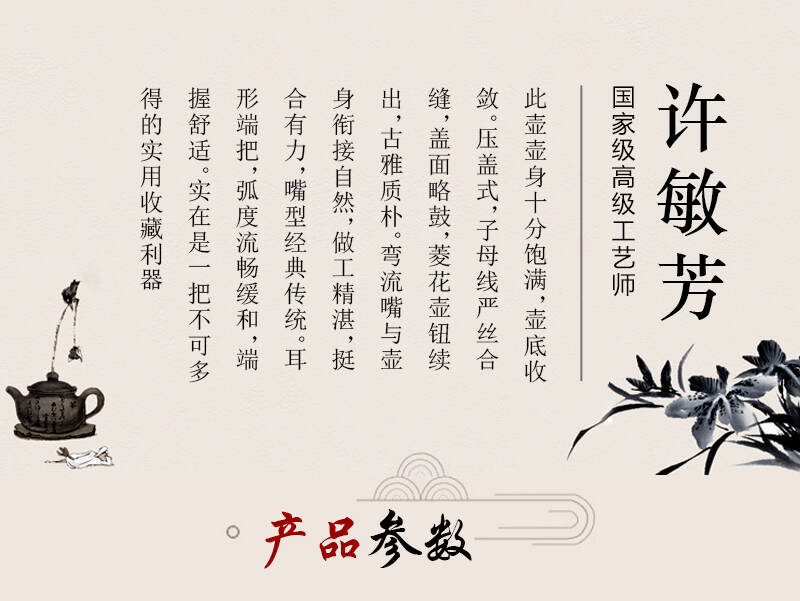 许敏芳
国家级高级工艺师
此壶壶身十分饱满，壶底收
敛。压盖式，子母线严丝合
缝，盖面略鼓，菱花壶钮续
出，古雅质朴。弯流嘴与壶
身衔接自然，做工精湛，挺
合有力，嘴型经典传统。耳
形端把，弧度流畅缓和，端
握舒适。实在是一把不可多
得的实用收藏利器
产品参数